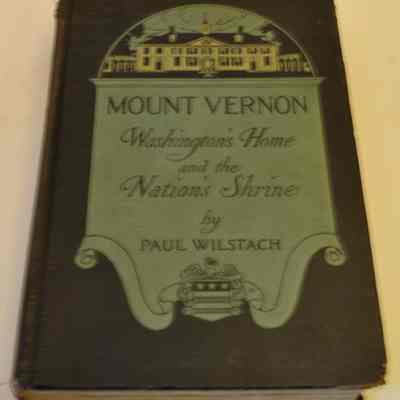 MOUNT VERNON
Washington's Home
and the
Nation's Shrine
by
PAUL WILSTACH